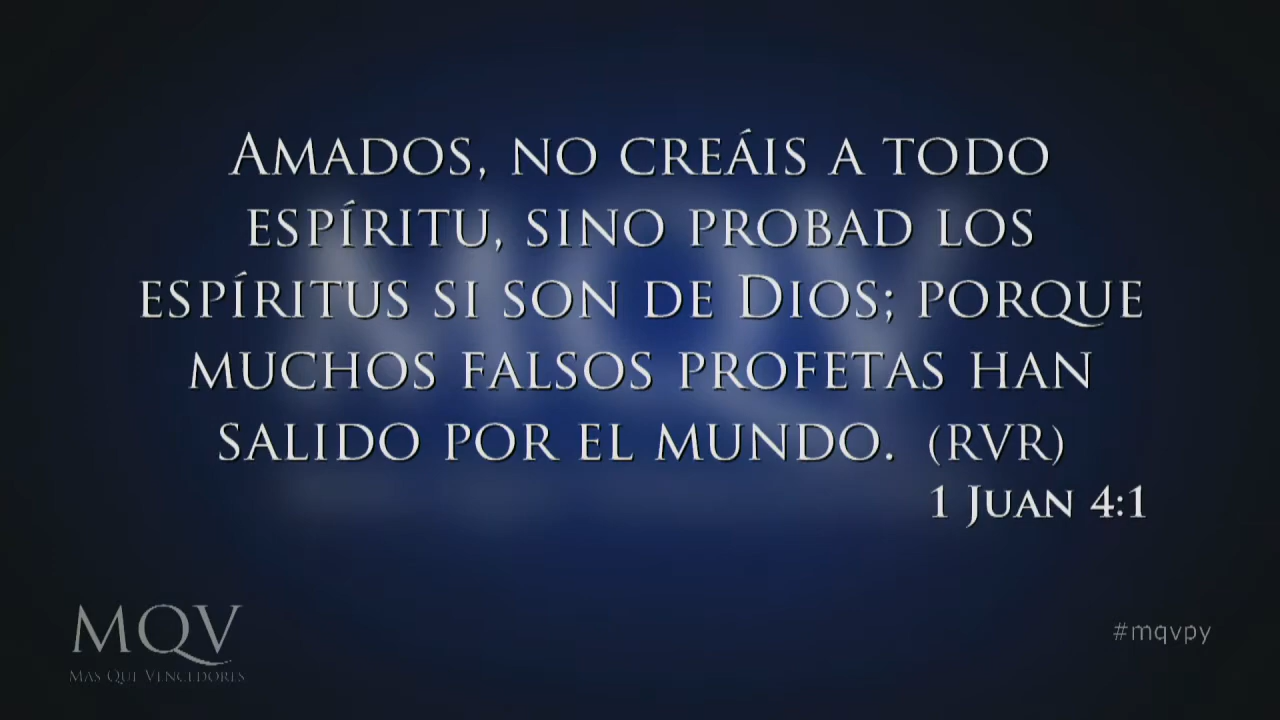 Amados, no creáis a todo
espíritu, sino probad los
espíritus si son de Dios; porque
muchos falsos profetas han
salido por el mundo. (RVR)
1 Juan 4:1
MQV
Mas Que Vencedores
#mqvpy